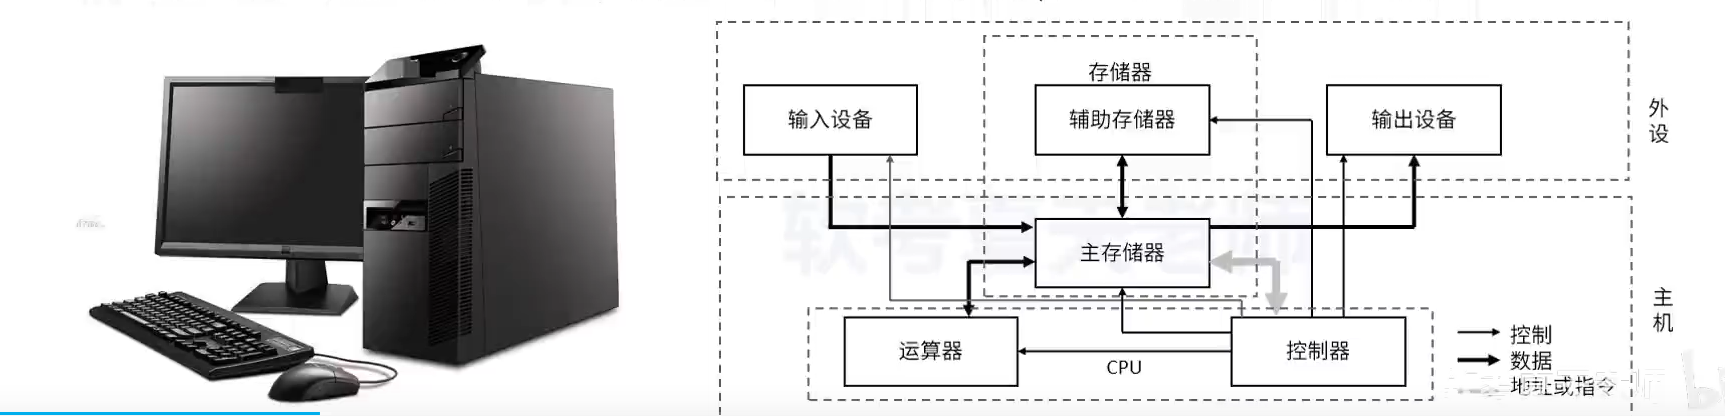 存储器
输入设备
辅助存储器
输出设备
外设
主存储器
主机
运算器
控制器
CPU
控制
数据
地址或指令